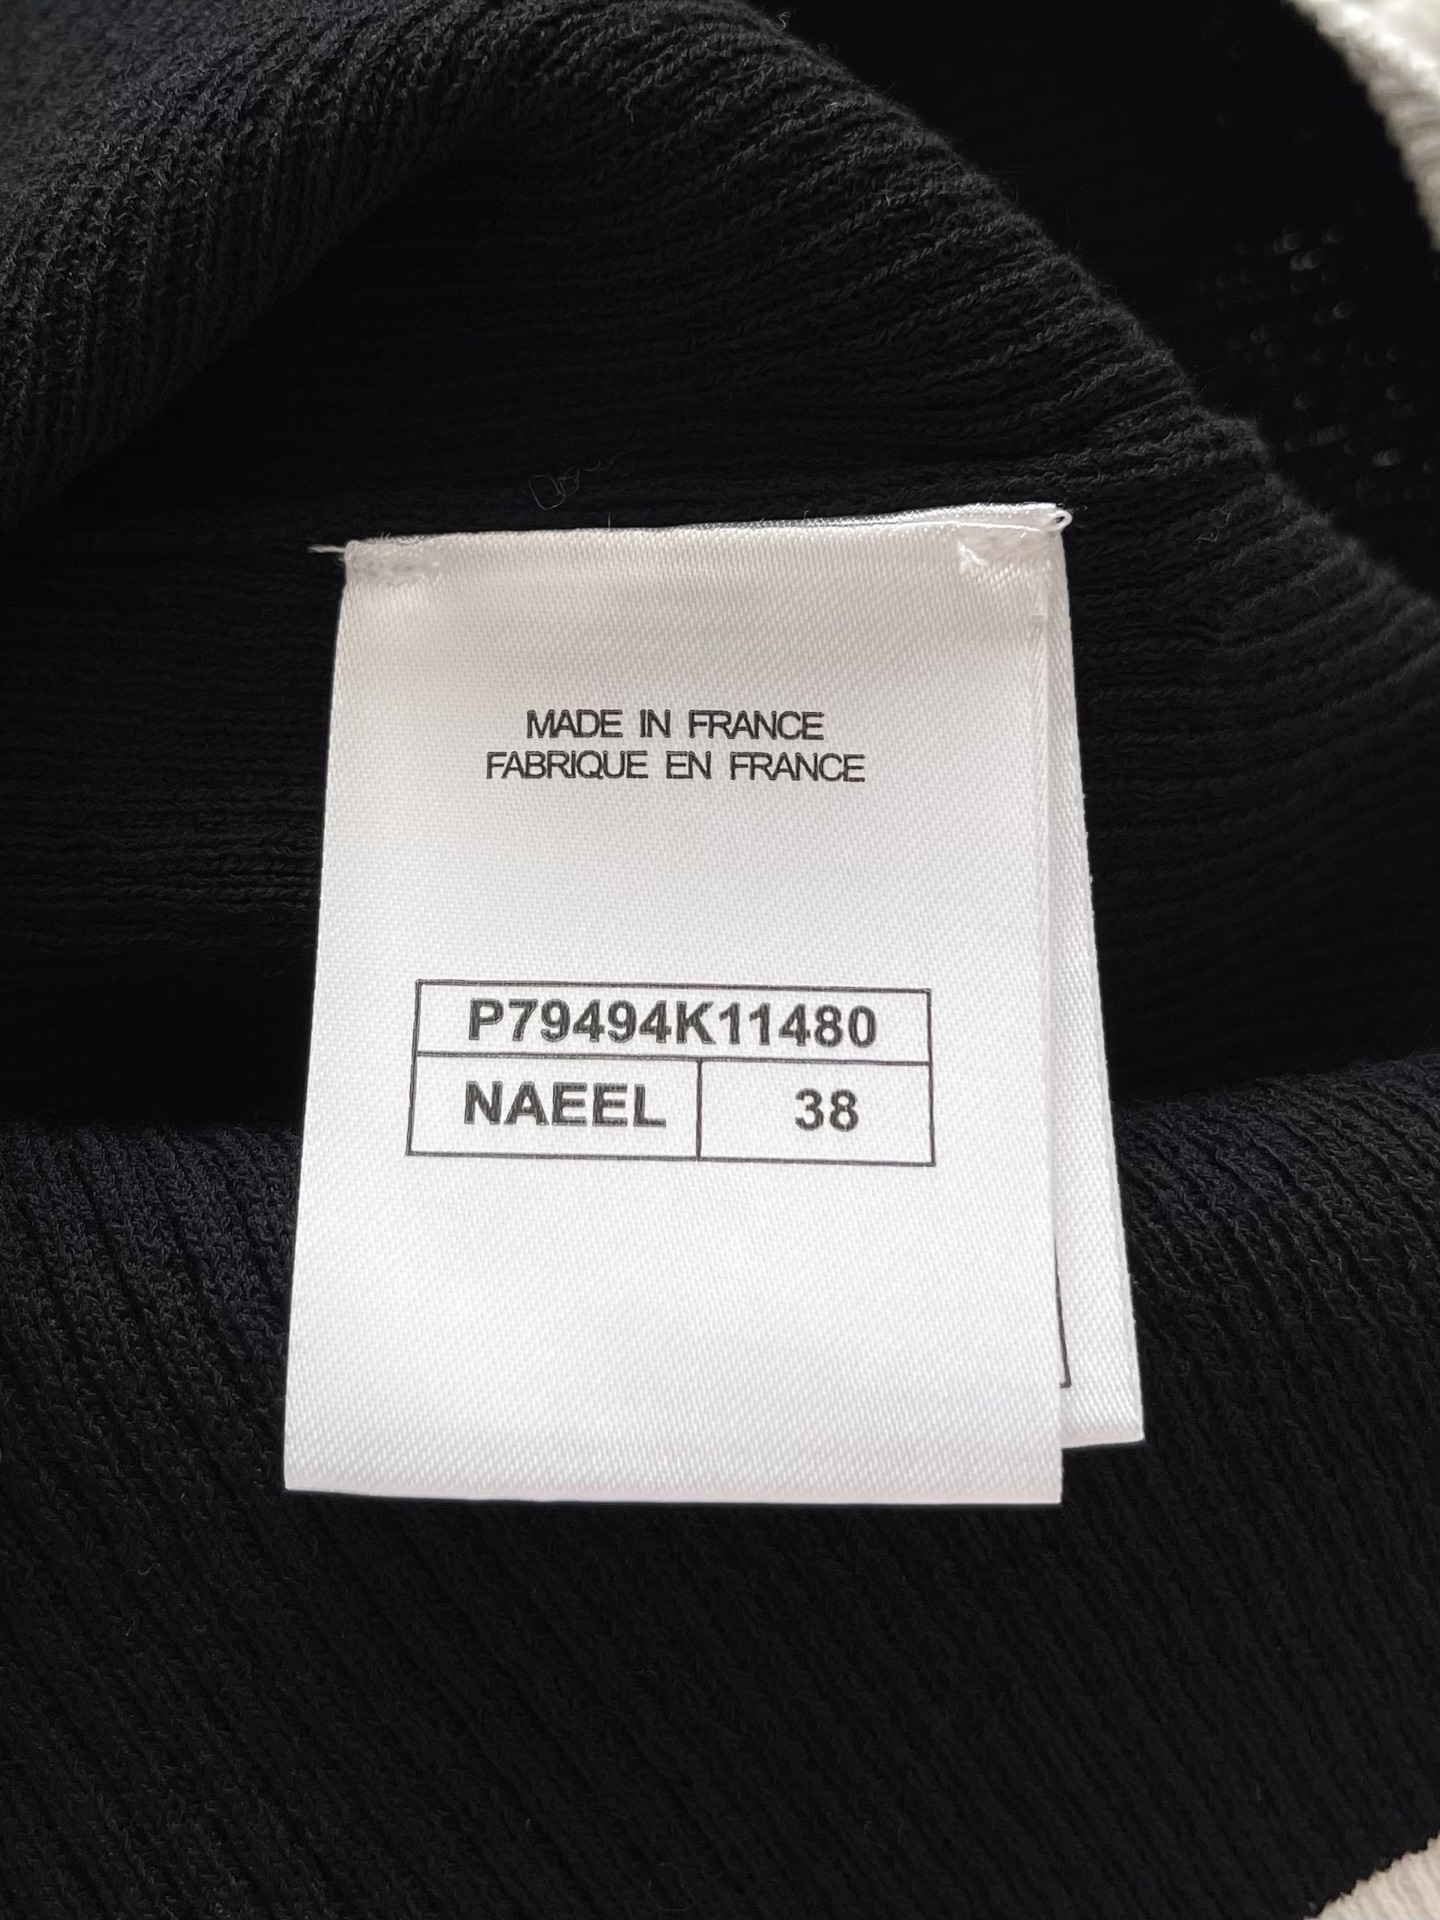 MADE IN FRANCE
FABRIQUE EN FRANCE
P79494K11480
NAEEL 38